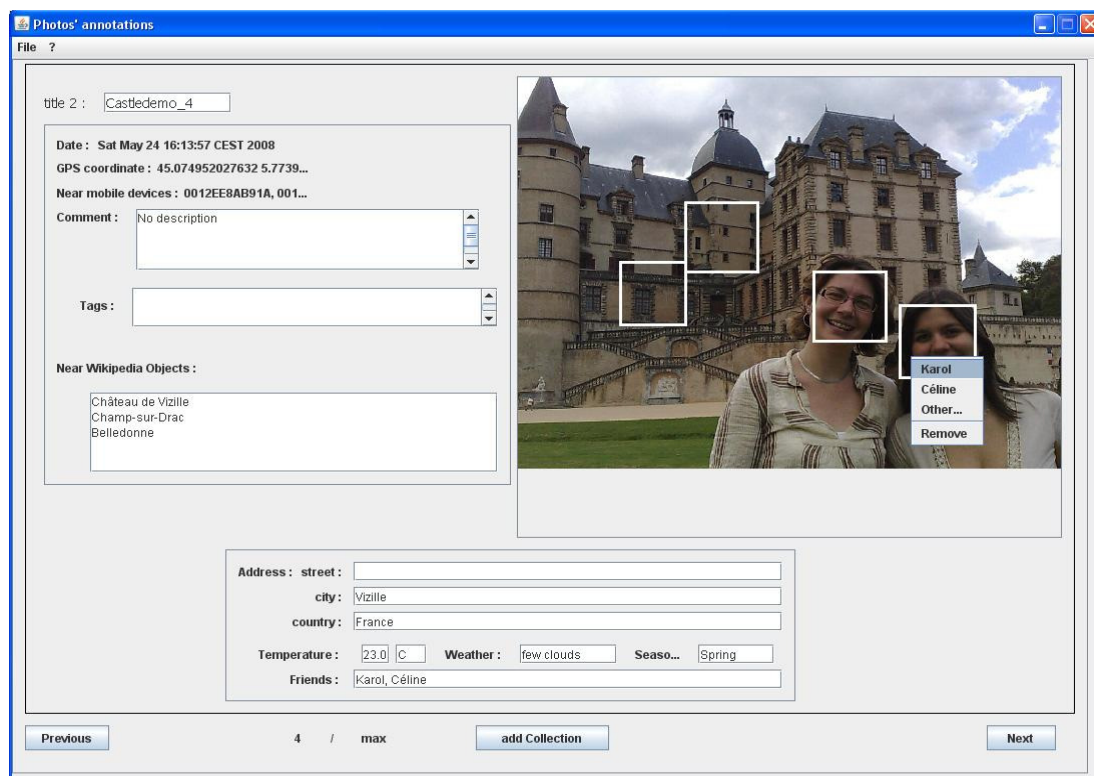 Photos' annotations
File ?
title 2 : Castledemo_4
Date : Sat May 24 16:13:57 CEST 2008
GPS coordinate : 45.074952027632 5.7739...
Near mobile devices : 0012EE8AB91A, 001...
Comment : No description
Tags :
Near Wikipedia Objects :
Château de Vizille
Champ-sur-Drac
Belledonne
Karol
Céline
Other...
Remove
Address : street :
city : Vizille
country : France
Temperature : 23.0 C Weather : few clouds Seaso... Spring
Friends : Karol, Céline
Previous 4 / max add Collection Next